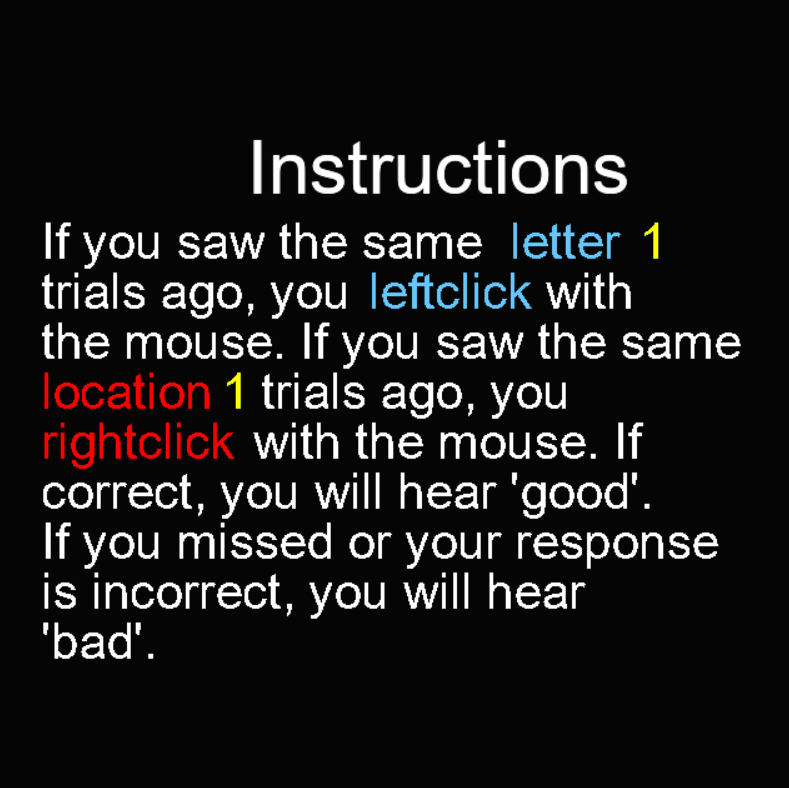 Instructions
If you saw the same letter 1
trials ago, you leftclick with
the mouse. If you saw the same
location 1 trials ago, you
rightclick with the mouse. If
correct, you will hear 'good'.
If you missed or your response
is incorrect, you will hear
'bad'.